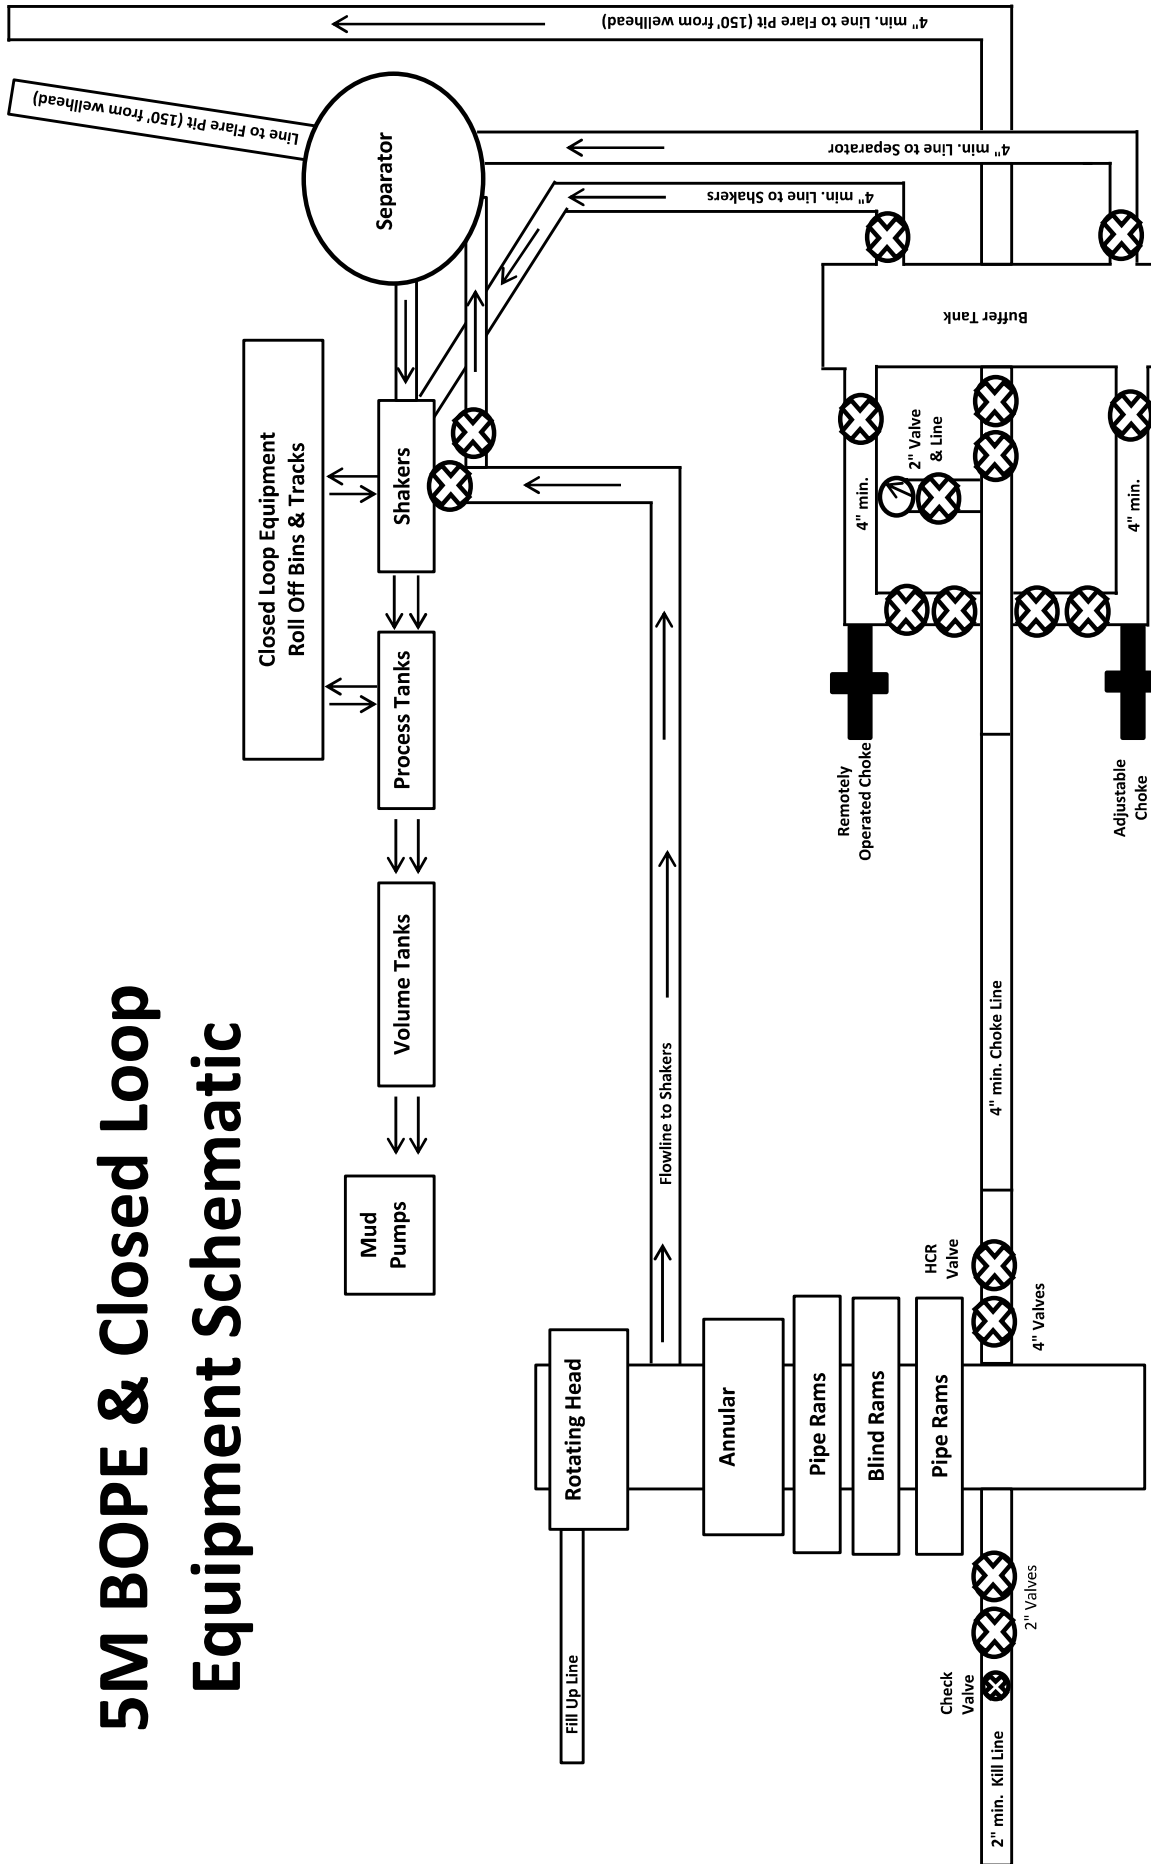 5M BOPE & Closed Loop
Equipment Schematic
Fill Up Line
Rotating Head
Annular
Pipe Rams
Blind Rams
Pipe Rams
2" min. Kill Line
Check
Valve
2" Valves
4" Valves
HCR
Valve
4" min. Choke Line
Flowline to Shakers
Mud
Pumps
Volume Tanks
Process Tanks
Shakers
Closed Loop Equipment
Roll Off Bins & Tracks
Separator
Line to Flare Pit (150' from wellhead)
4" min. Line to Flare Pit (150' from wellhead)
4" min. Line to Separator
4" min. Line to Shakers
Buffer Tank
2" Valve
& Line
4" min.
4" min.
Remotely
Operated Choke
Adjustable
Choke